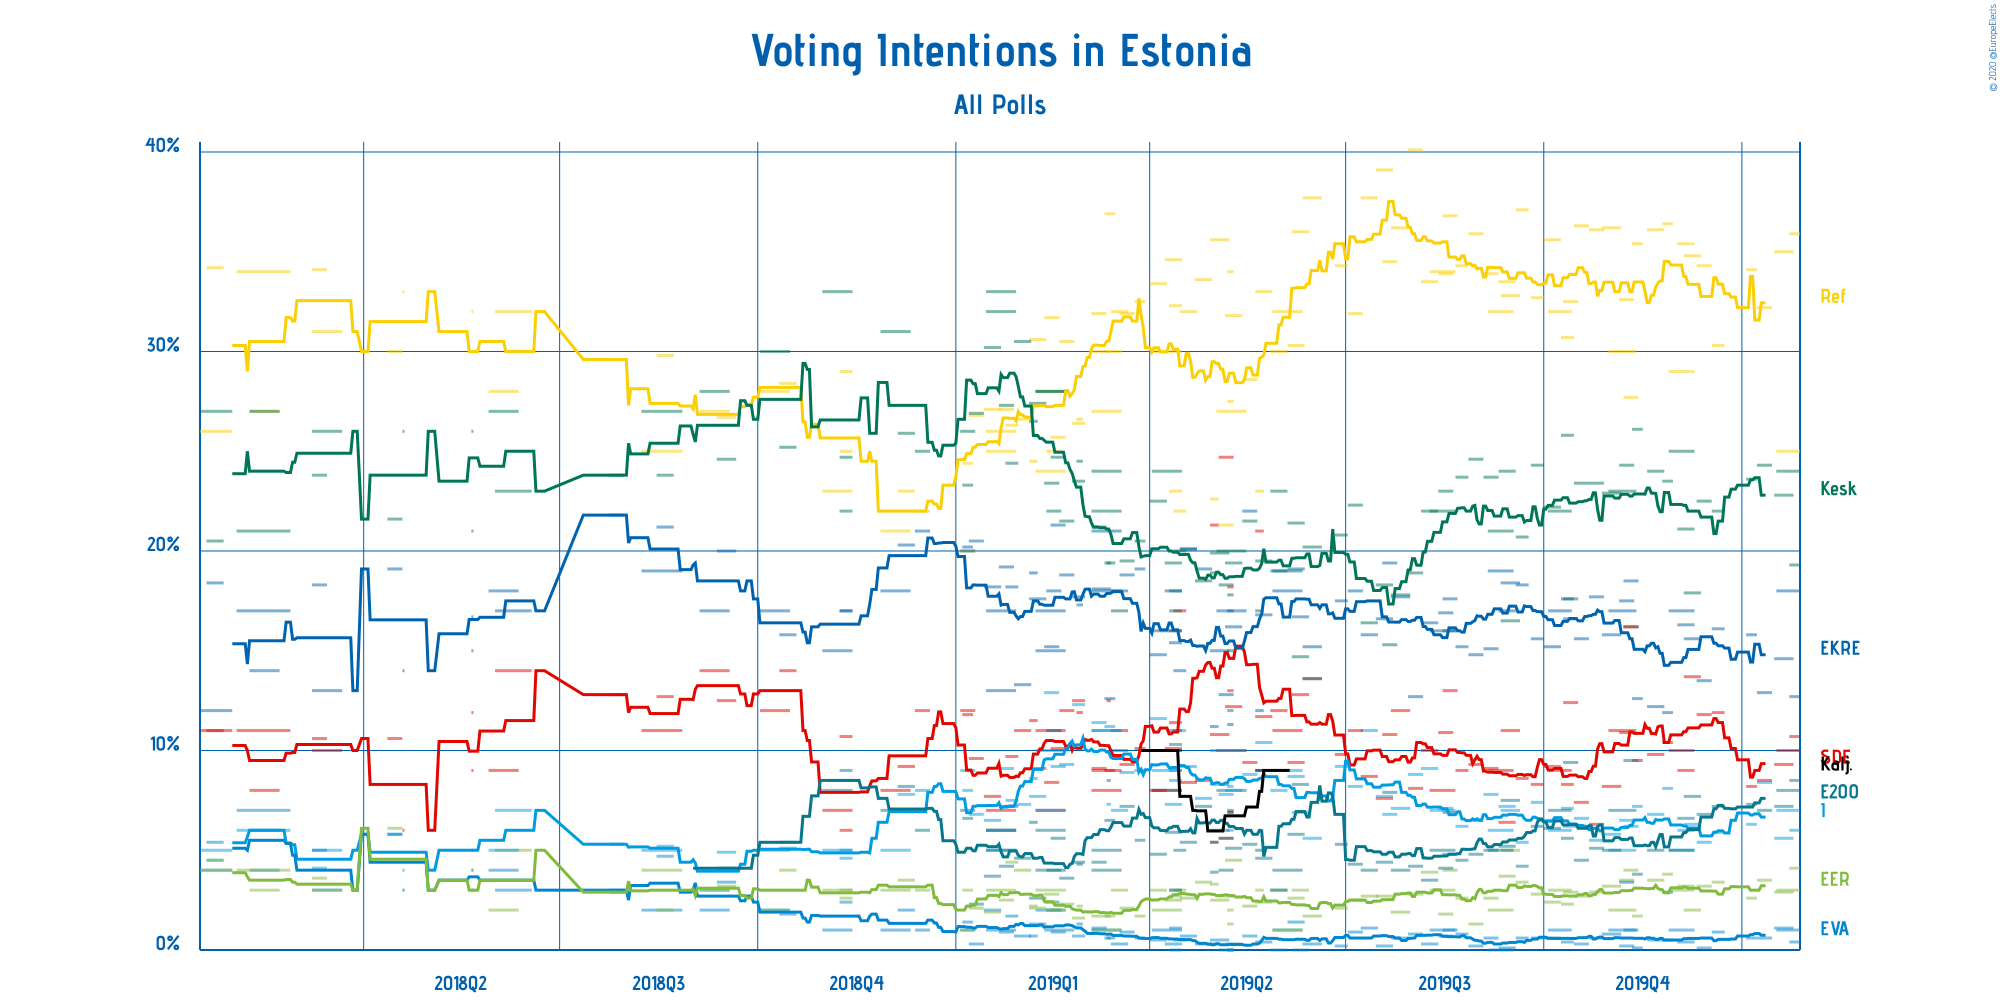 © 2020 @EuropeElects
Voting Intentions in Estonia
All Polls
40%
30%
20%
10%
0%
Ref
Kesk
EKRE
SDE
Kalj.
E200
I
EER
EVA
2018Q2
2018Q3
2018Q4
2019Q1
2019Q2
2019Q3
2019Q4